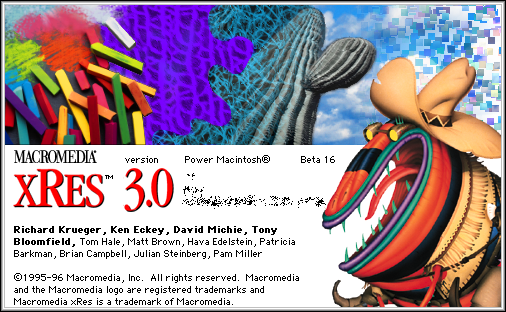 MACROMEDIA®
version
Power Macintosh®
Beta 16
xRes™ 3.0
Richard Krueger, Ken Eckey, David Michie, Tony
Bloomfield, Tom Hale, Matt Brown, Hava Edelstein, Patricia
Barkman, Brian Campbell, Julian Steinberg, Pam Miller
©1995-96 Macromedia, Inc. All rights reserved. Macromedia
and the Macromedia logo are registered trademarks and
Macromedia xRes is a trademark of Macromedia.